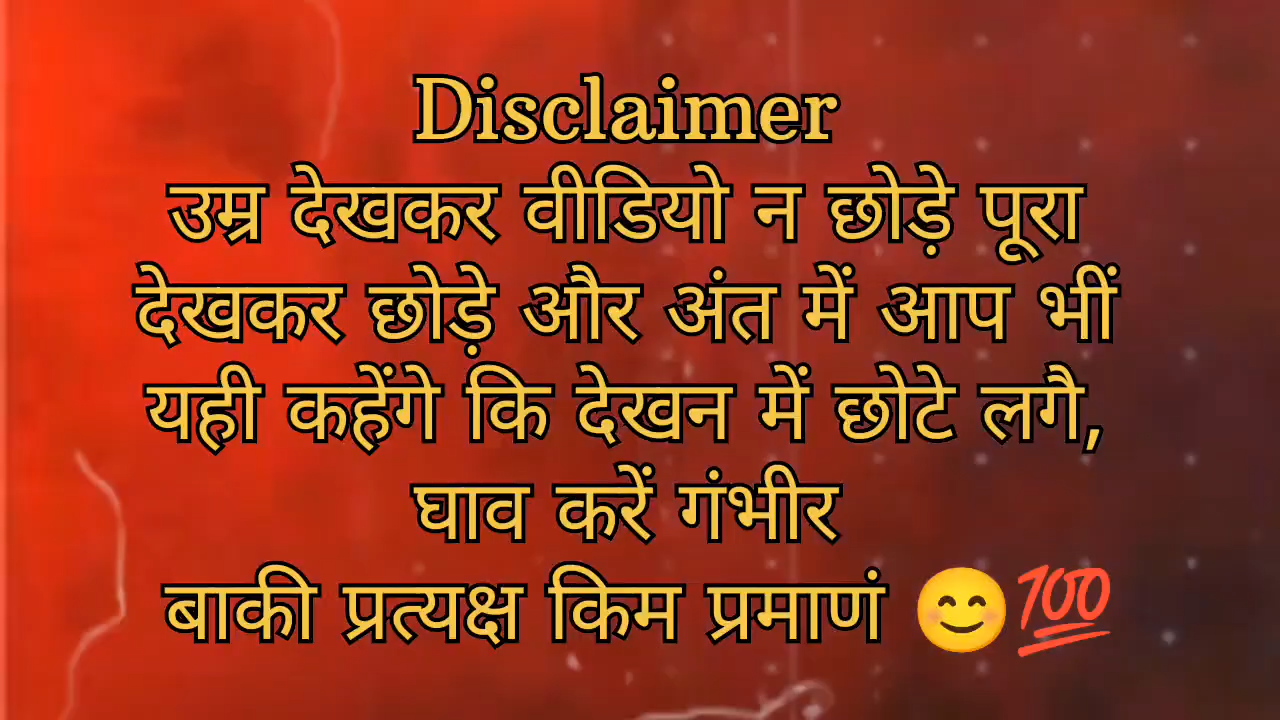 Disclaimer
उम्र देखकर वीडियो न छोड़े पूरा
देखकर छोड़े और अंत में आप भीं
यही कहेंगे कि देखन में छोटे लगै,
घाव करें गंभीर
बाकी प्रत्यक्ष किम प्रमाणं 😊💯